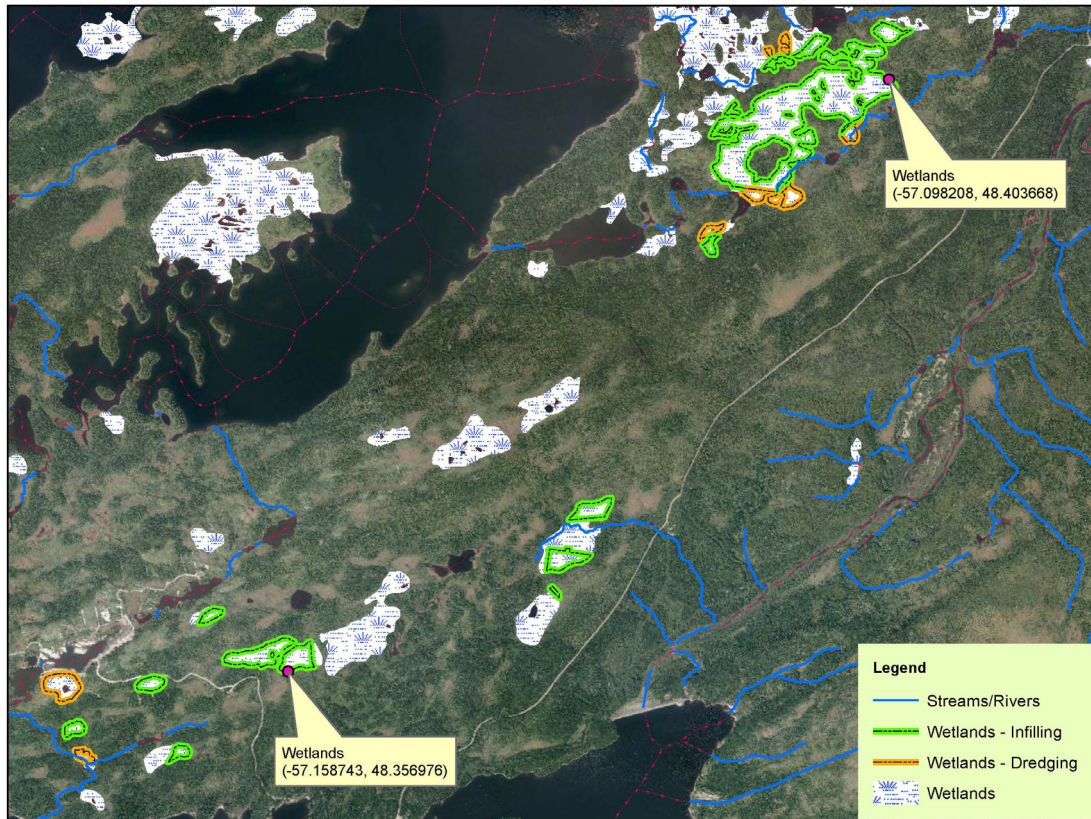 Wetlands
(-57.098208, 48.403668)
Wetlands
(-57.158743, 48.356976)
Legend
Streams/Rivers
Wetlands - Infilling
Wetlands - Dredging
Wetlands